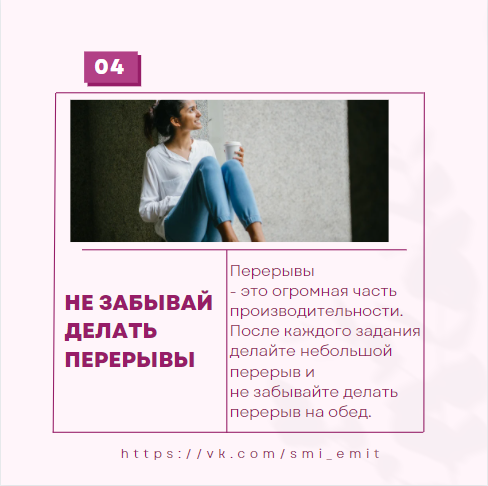 04
НЕ ЗАБЫВАЙ
ДЕЛАТЬ
ПЕРЕРЫВЫ
Перерывы
- это огромная часть
производительности.
После каждого задания
делайте небольшой
перерыв и
не забывайте делать
перерыв на обед.
https://vk.com/smi_emit